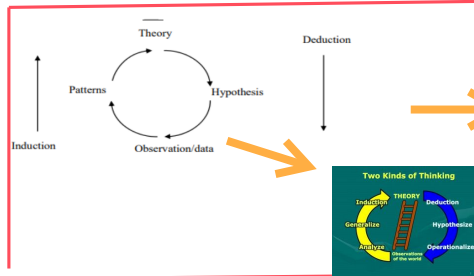 Theory
Deduction
Patterns
Hypothesis
Induction
Observation/data
Two Kinds of Thinking
THEORY
Induction
Deduction
Generalize
Hypothesize
Analyze
Operationalize
Observations
of the world